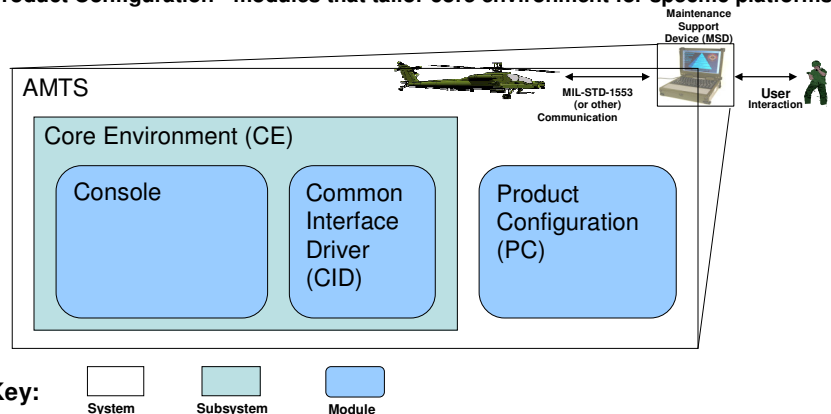 roduct Configuration - modules that tailor core environment for specific platforms
Maintenance
Support
Device (MSD)
AMTS
MIL-STD-1553
(or other)
Communication
User
Interaction
Core Environment (CE)
Console
Common
Interface
Driver
(CID)
Product
Configuration
(PC)
Key:
System
Subsystem
Module